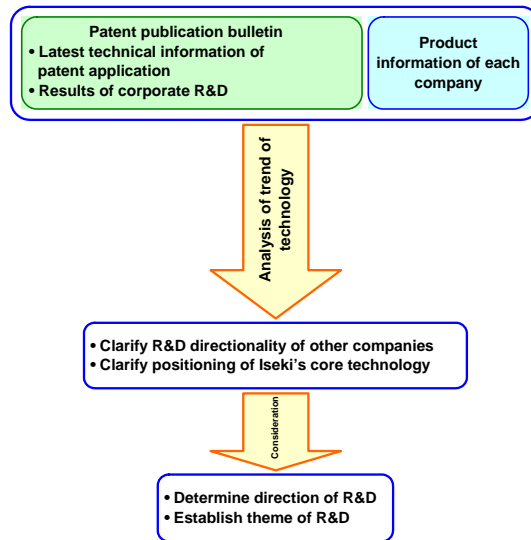 Patent publication bulletin
• Latest technical information of
patent application
• Results of corporate R&D
Product
information of each
company
Analysis of trend of
technology
• Clarify R&D directionality of other companies
• Clarify positioning of Iseki's core technology
Consideration
• Determine direction of R&D
• Establish theme of R&D